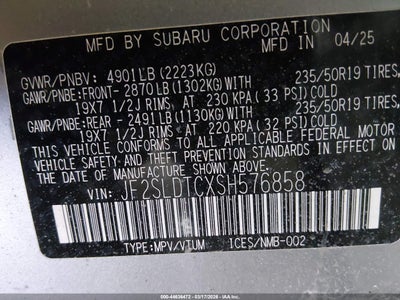 MFD BY SUBARU CORPORATION
MFD IN 04/25
GVWR/PNBV: 4901LB (2223KG)
GAWR/PNBE:FRONT- 2870LB (1302KG)WITH 235/50R19 TIRES,
19X7 1/2J RIMS AT 230 KPA (33 PSI) COLD
GAWR/PNBE:REAR - 2491LB (1130KG)WITH 235/50R19 TIRES,
19X7 1/2J RIMS AT 220 KPA (32 PSI) COLD
THIS VEHICLE CONFORMS TO ALL APPLICABLE FEDERAL MOTOR
VEHICLE SAFETY, BUMPER, AND THEFT PREVENTION STANDARDS
IN EFFECT ON THE DATE OF MANUFACTURE SHOWN ABOVE.
VIN: JF2SLDTCXSH576858
TYPE:MPV/VTUM ICES/NMB-002
000-44638472 - 03/17/2026 -